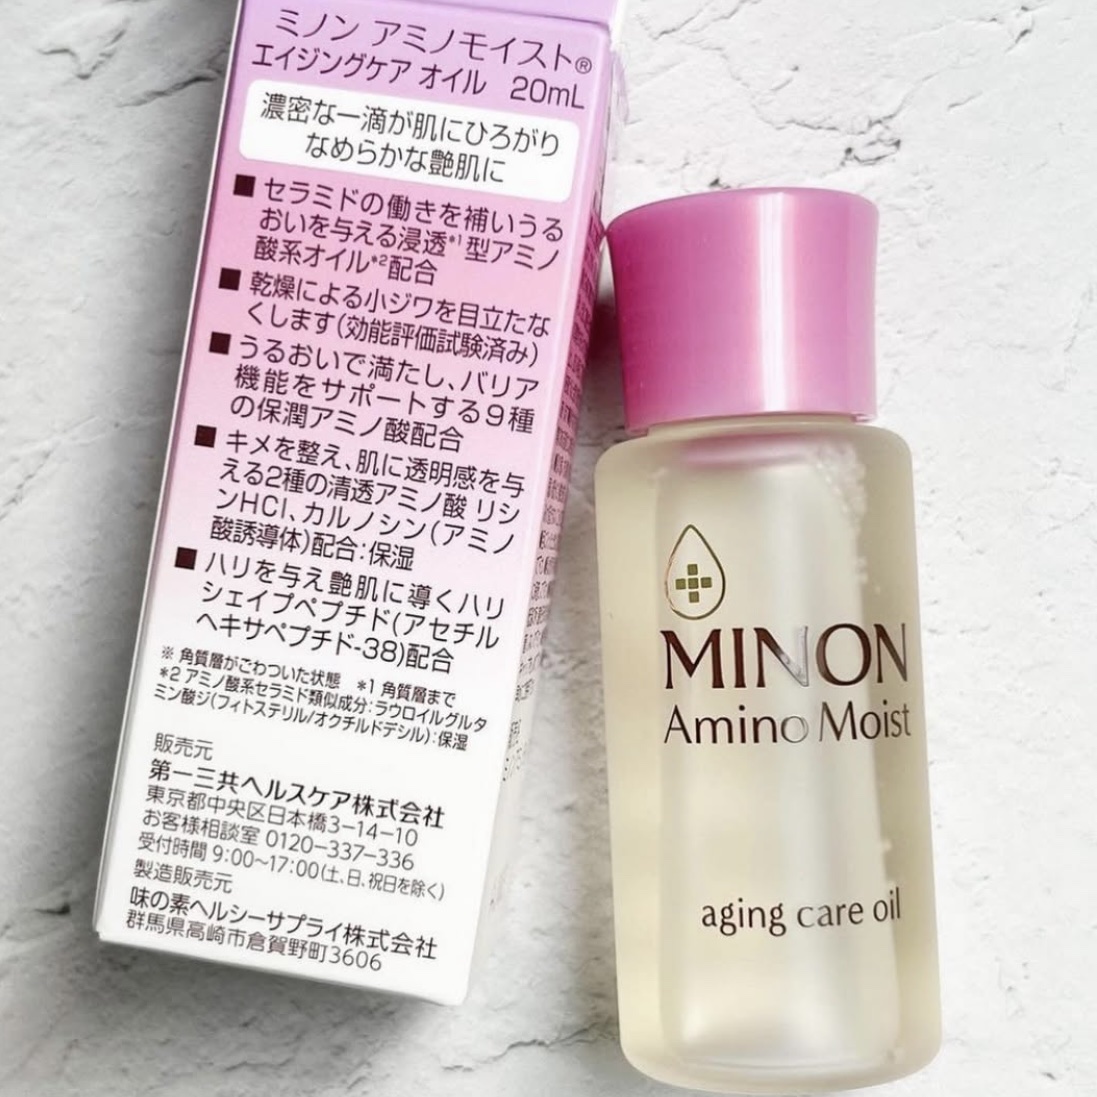 ミノン アミノモイスト®
エイジングケア オイル 20mL
濃密な一滴が肌にひろがり
なめらかな艶肌に
■ セラミドの働きを補いうる
おいを与える浸透*1型アミノ
酸系オイル*2配合
■ 乾燥による小ジワを目立たな
くします(効能評価試験済み)
■ うるおいで満たし、バリア
機能をサポートする9種
の保潤アミノ酸配合
■ キメを整え、肌に透明感を与
える2種の清透アミノ酸 リシ
ンHCl、カルノシン(アミノ
酸誘導体)配合:保湿
■ ハリを与え艶肌に導くハリ
シェイプペプチド(アセチル
ヘキサペプチド-38)配合
※ 角質層がごわついた状態 *1 角質層まで
*2 アミノ酸系セラミド類似成分:ラウロイルグルタ
ミン酸ジ(フィトステリル/オクチルドデシル):保湿
販売元
第一三共ヘルスケア株式会社
東京都中央区日本橋3-14-10
お客様相談室 0120-337-336
受付時間 9:00~17:00(土、日、祝日を除く)
製造販売元
味の素ヘルシーサプライ株式会社
群馬県高崎市倉賀野町3606
MINON
Amino Moist
aging care oil